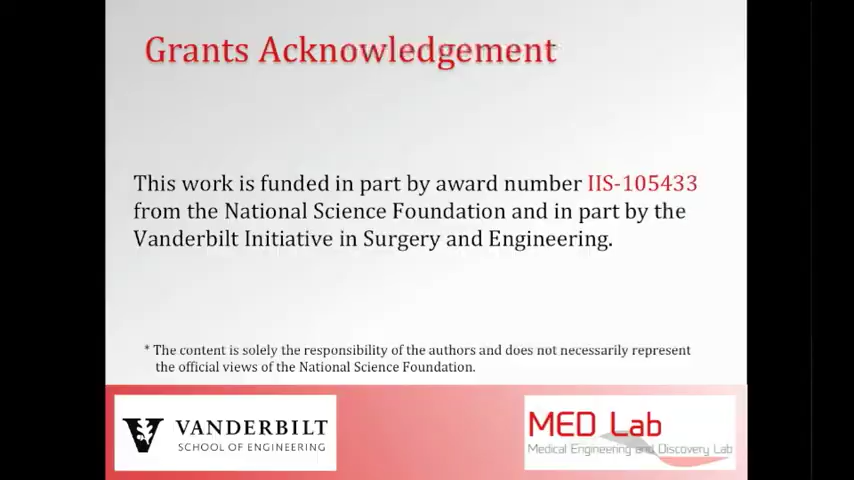 Grants Acknowledgement
This work is funded in part by award number IIS-105433
from the National Science Foundation and in part by the
Vanderbilt Initiative in Surgery and Engineering.
* The content is solely the responsibility of the authors and does not necessarily represent
the official views of the National Science Foundation.
VANDERBILT
SCHOOL OF ENGINEERING
MED Lab
Medical Engineering and Discovery Lab